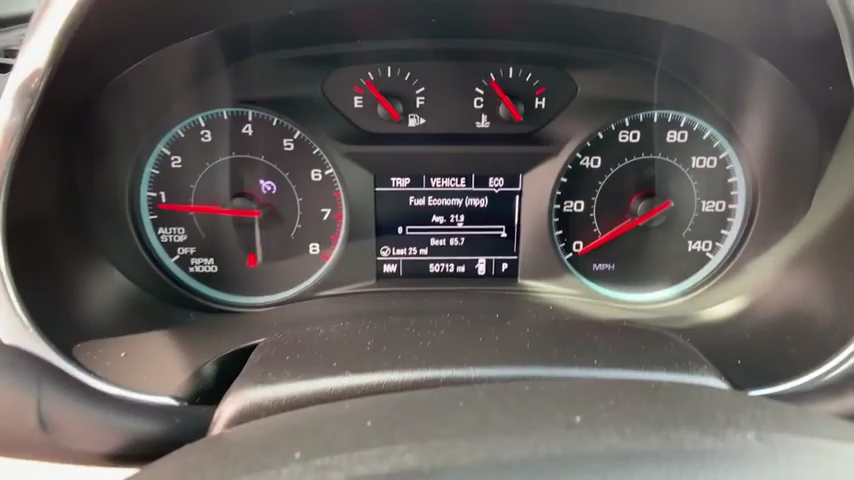 E F
C H
1 2 3 4 5 6 7 8
AUTO
STOP
OFF
RPM
x1000
TRIP VEHICLE ECO
Fuel Economy (mpg)
Avg. 21.9
0
Best 65.7
Last 25 mi
NW 50713 mi P
0 20 40 60 80 100 120 140
MPH